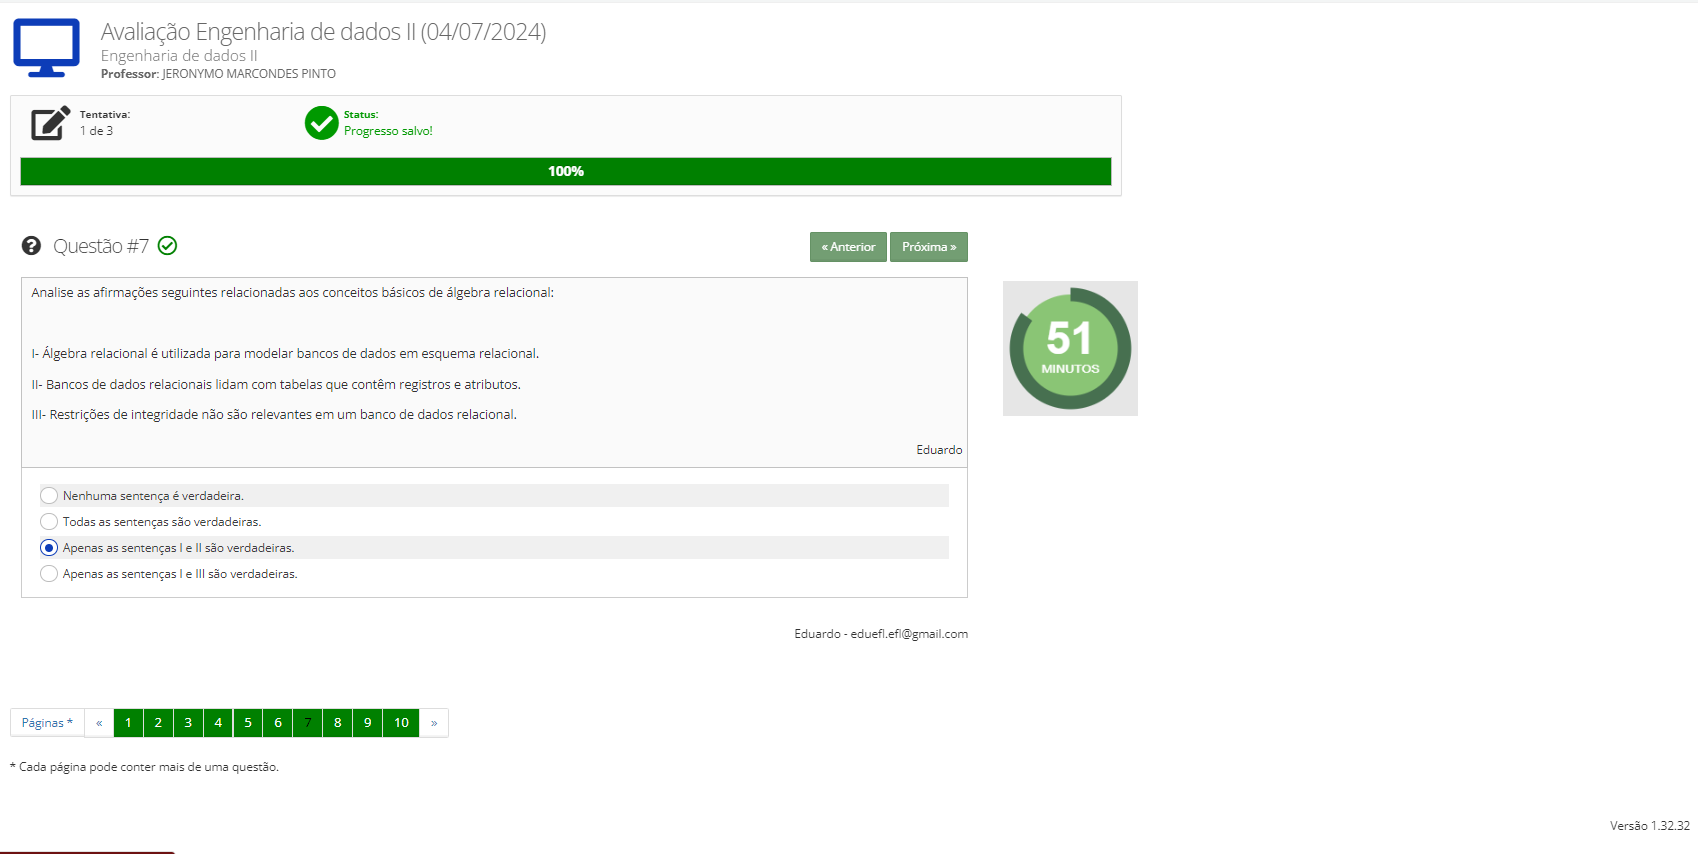 Avaliação Engenharia de dados II (04/07/2024)
Engenharia de dados II
Professor: JERONYMO MARCONDES PINTO
Tentativa:
1 de 3
Status:
Progresso salvo!
100%
Questão #7
« Anterior
Próxima »
Analise as afirmações seguintes relacionadas aos conceitos básicos de álgebra relacional:
I- Álgebra relacional é utilizada para modelar bancos de dados em esquema relacional.
II- Bancos de dados relacionais lidam com tabelas que contêm registros e atributos.
III- Restrições de integridade não são relevantes em um banco de dados relacional.
Eduardo
51
MINUTOS
Nenhuma sentença é verdadeira.
Todas as sentenças são verdadeiras.
Apenas as sentenças I e II são verdadeiras.
Apenas as sentenças I e III são verdadeiras.
Eduardo - eduefl.efl@gmail.com
Páginas * « 1 2 3 4 5 6 7 8 9 10 »
* Cada página pode conter mais de uma questão.
Versão 1.32.32